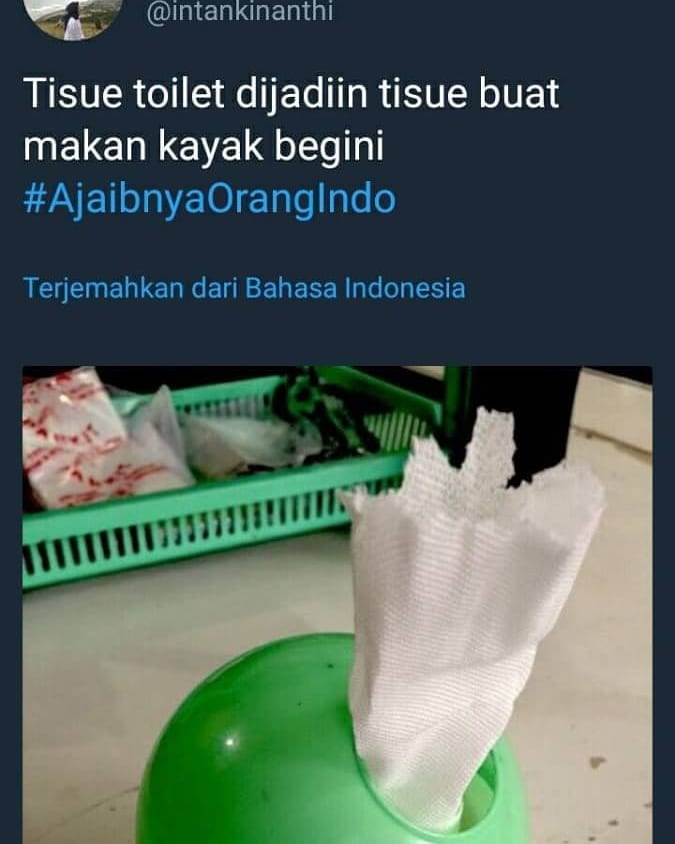 @intankinanthi
Tisue toilet dijadiin tisue buat
makan kayak begini
#AjaibnyaOrangIndo
Terjemahkan dari Bahasa Indonesia